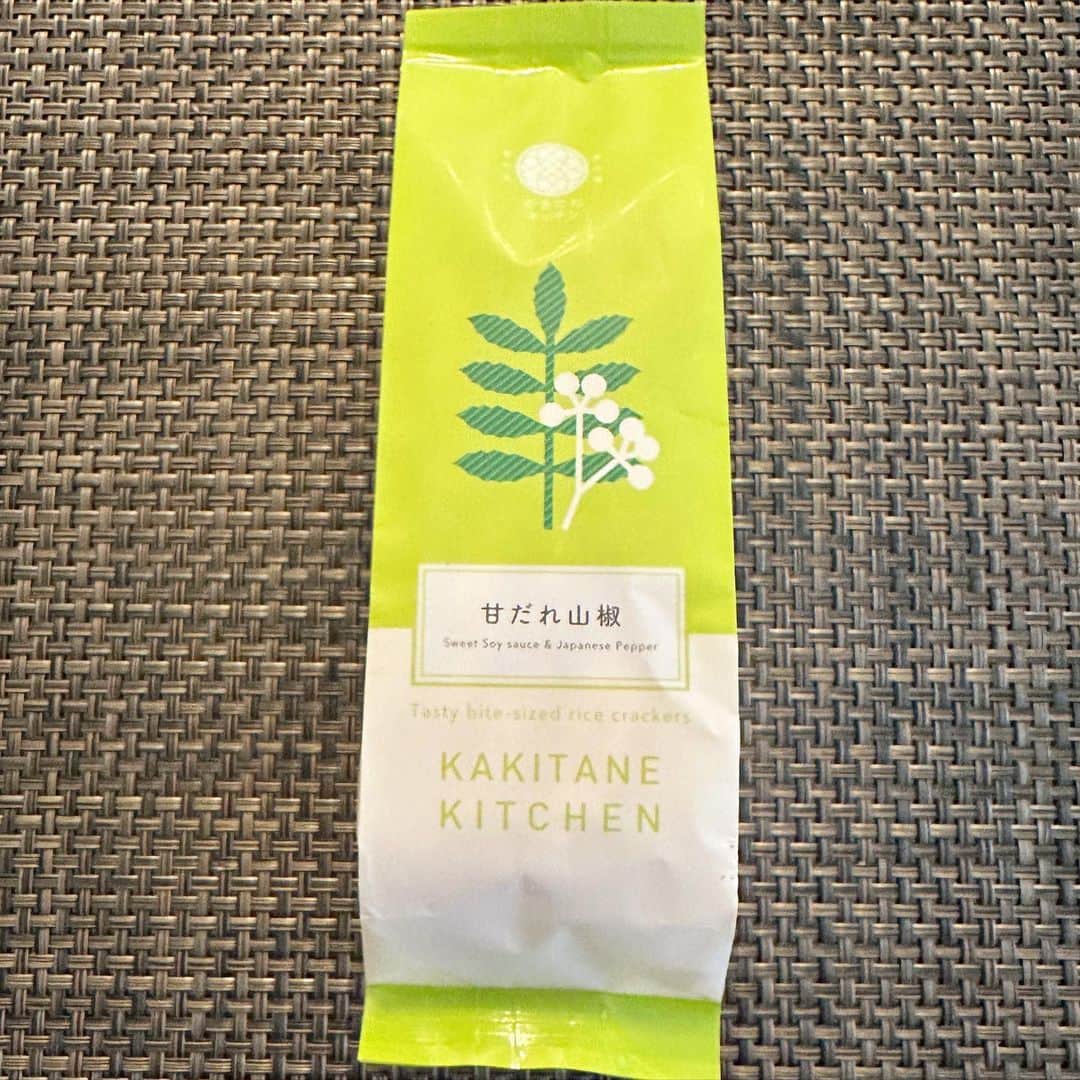 甘だれ山椒
Sweet Soy sauce & Japanese Pepper
Tasty bite-sized rice crackers
KAKITANE
KITCHEN